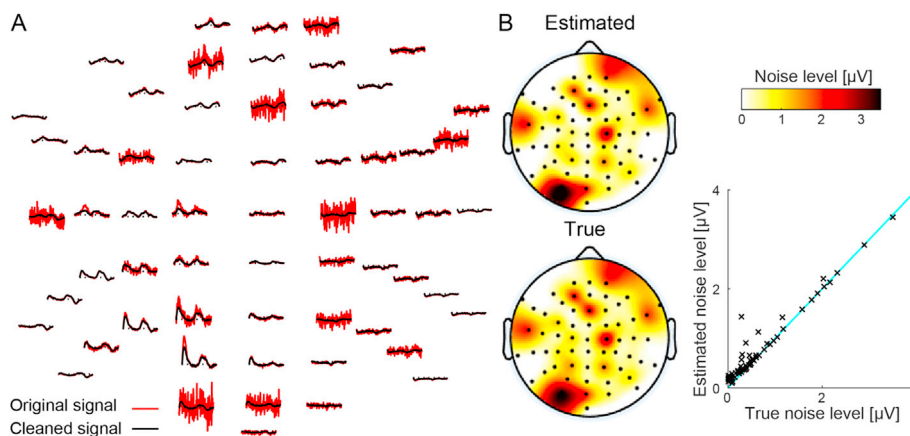 A
B
Estimated
Noise level [µV]
0 1 2 3
True
Original signal
Cleaned signal
Estimated noise level [µV]
4
2
0
0 2
True noise level [µV]